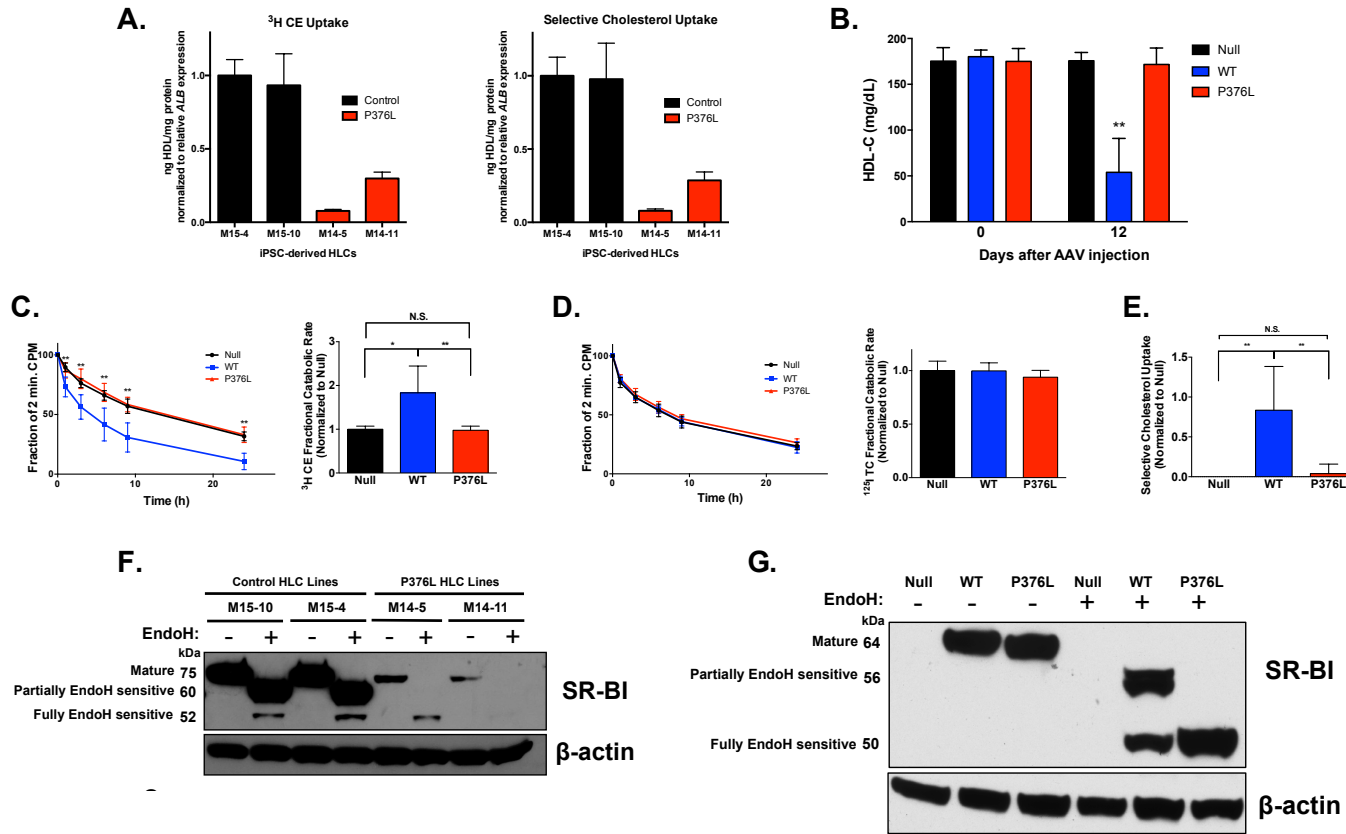 A.
³H CE Uptake
ng HDL/mg protein
normalized to relative ALB expression
1.0
0.5
0.0
Control
P376L
M15-4 M15-10 M14-5 M14-11
iPSC-derived HLCs
Selective Cholesterol Uptake
ng HDL/mg protein
normalized to relative ALB expression
1.0
0.5
0.0
Control
P376L
M15-4 M15-10 M14-5 M14-11
iPSC-derived HLCs
B.
HDL-C (mg/dL)
200
150
100
50
0
**
Null
WT
P376L
0 12
Days after AAV injection
C.
Fraction of 2 min. CPM
100
50
0
** ** ** ** **
Null
WT
P376L
0 10 20
Time (h)
³H CE Fractional Catabolic Rate
(Normalized to Null)
3
2
1
0
N.S.
* **
Null WT P376L
D.
Fraction of 2 min. CPM
100
50
Null
WT
P376L
0 10 20
Time (h)
¹²⁵I TC Fractional Catabolic Rate
(Normalized to Null)
1.0
0.5
0.0
Null WT P376L
E.
Selective Cholesterol Uptake
(Normalized to Null)
1.5
1.0
0.5
0.0
N.S.
** **
Null WT P376L
F.
Control HLC Lines P376L HLC Lines
M15-10 M15-4 M14-5 M14-11
EndoH: - + - + - + - +
kDa
Mature 75
Partially EndoH sensitive 60
Fully EndoH sensitive 52
SR-BI
β-actin
G.
Null WT P376L Null WT P376L
EndoH: - - - + + +
kDa
Mature 64
Partially EndoH sensitive 56
Fully EndoH sensitive 50
SR-BI
β-actin